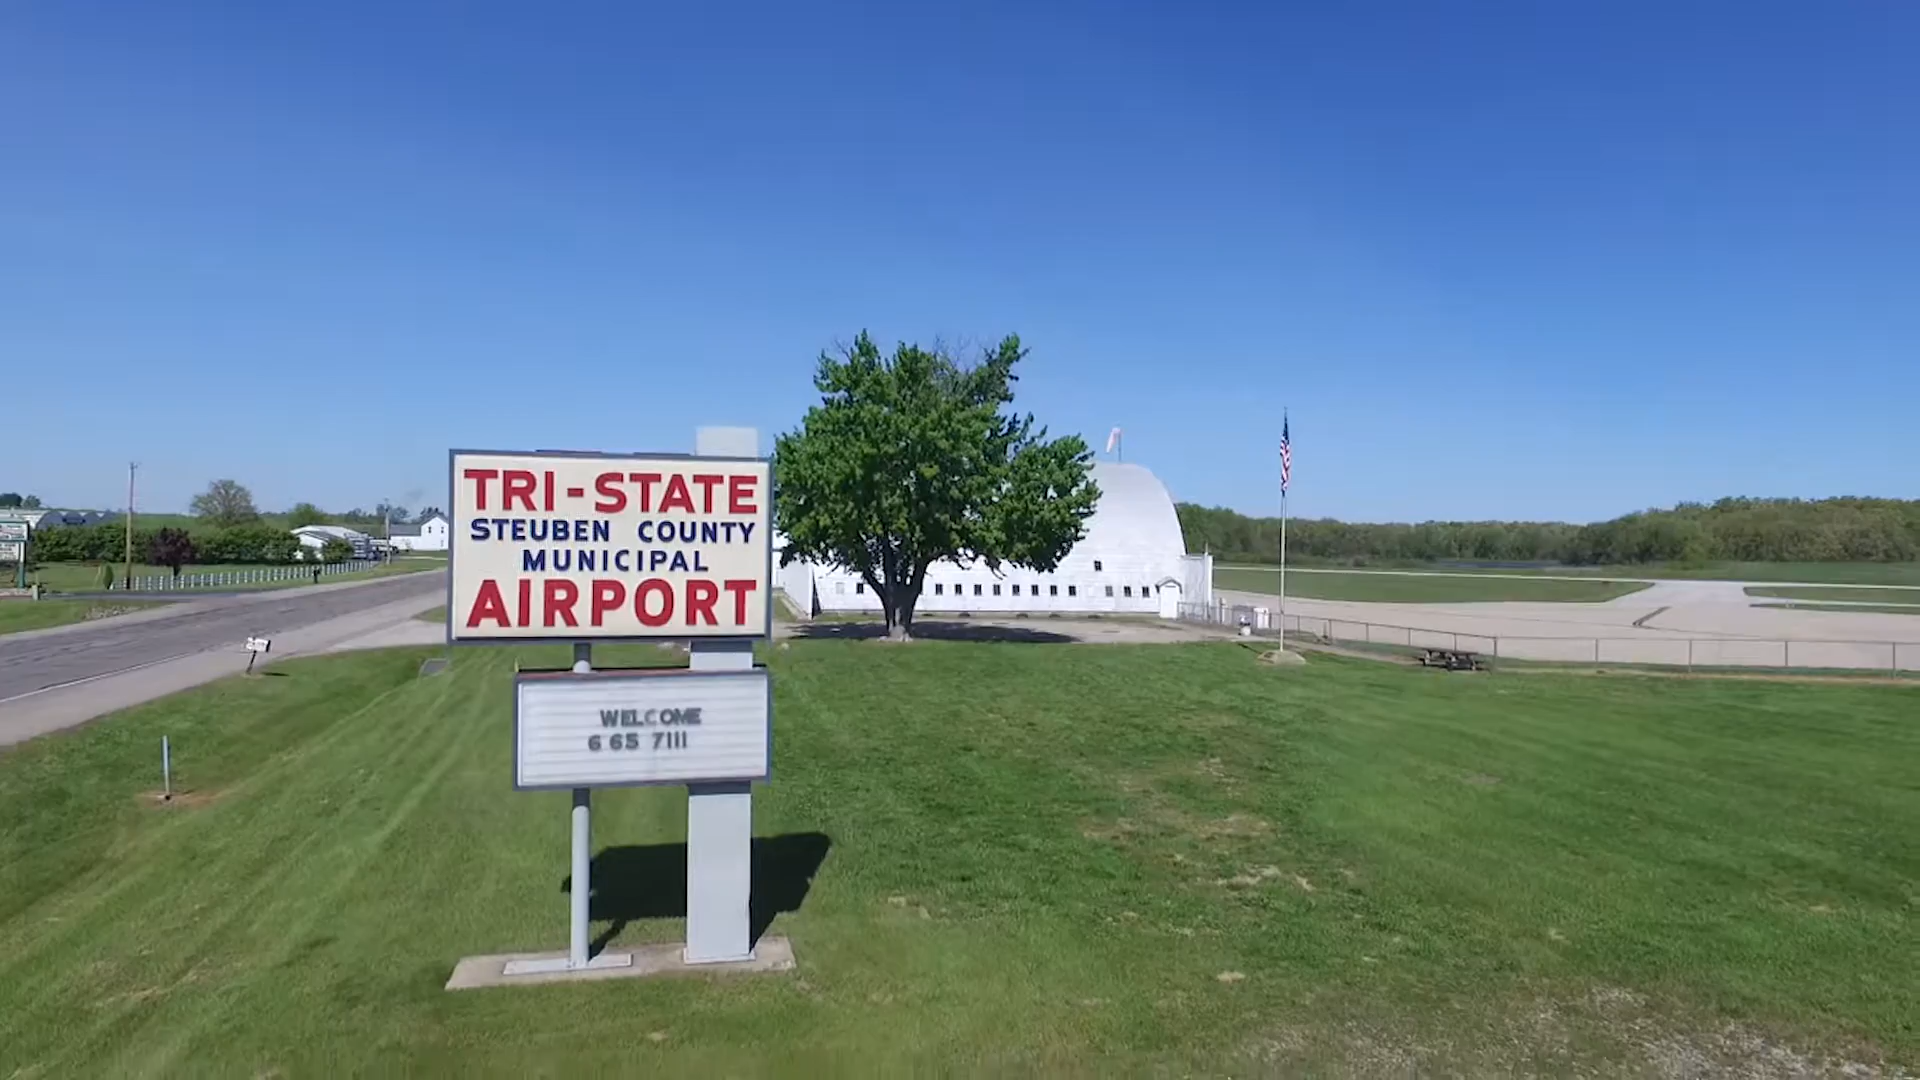 TRI-STATE
STEUBEN COUNTY
MUNICIPAL
AIRPORT
WELCOME
665 7111